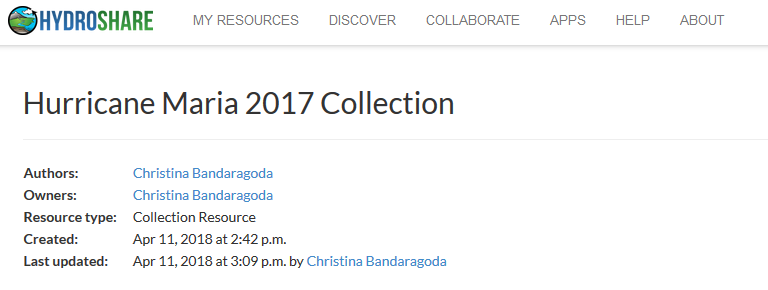 HYDROSHARE MY RESOURCES DISCOVER COLLABORATE APPS HELP ABOUT
Hurricane Maria 2017 Collection
Authors: Christina Bandaragoda
Owners: Christina Bandaragoda
Resource type: Collection Resource
Created: Apr 11, 2018 at 2:42 p.m.
Last updated: Apr 11, 2018 at 3:09 p.m. by Christina Bandaragoda